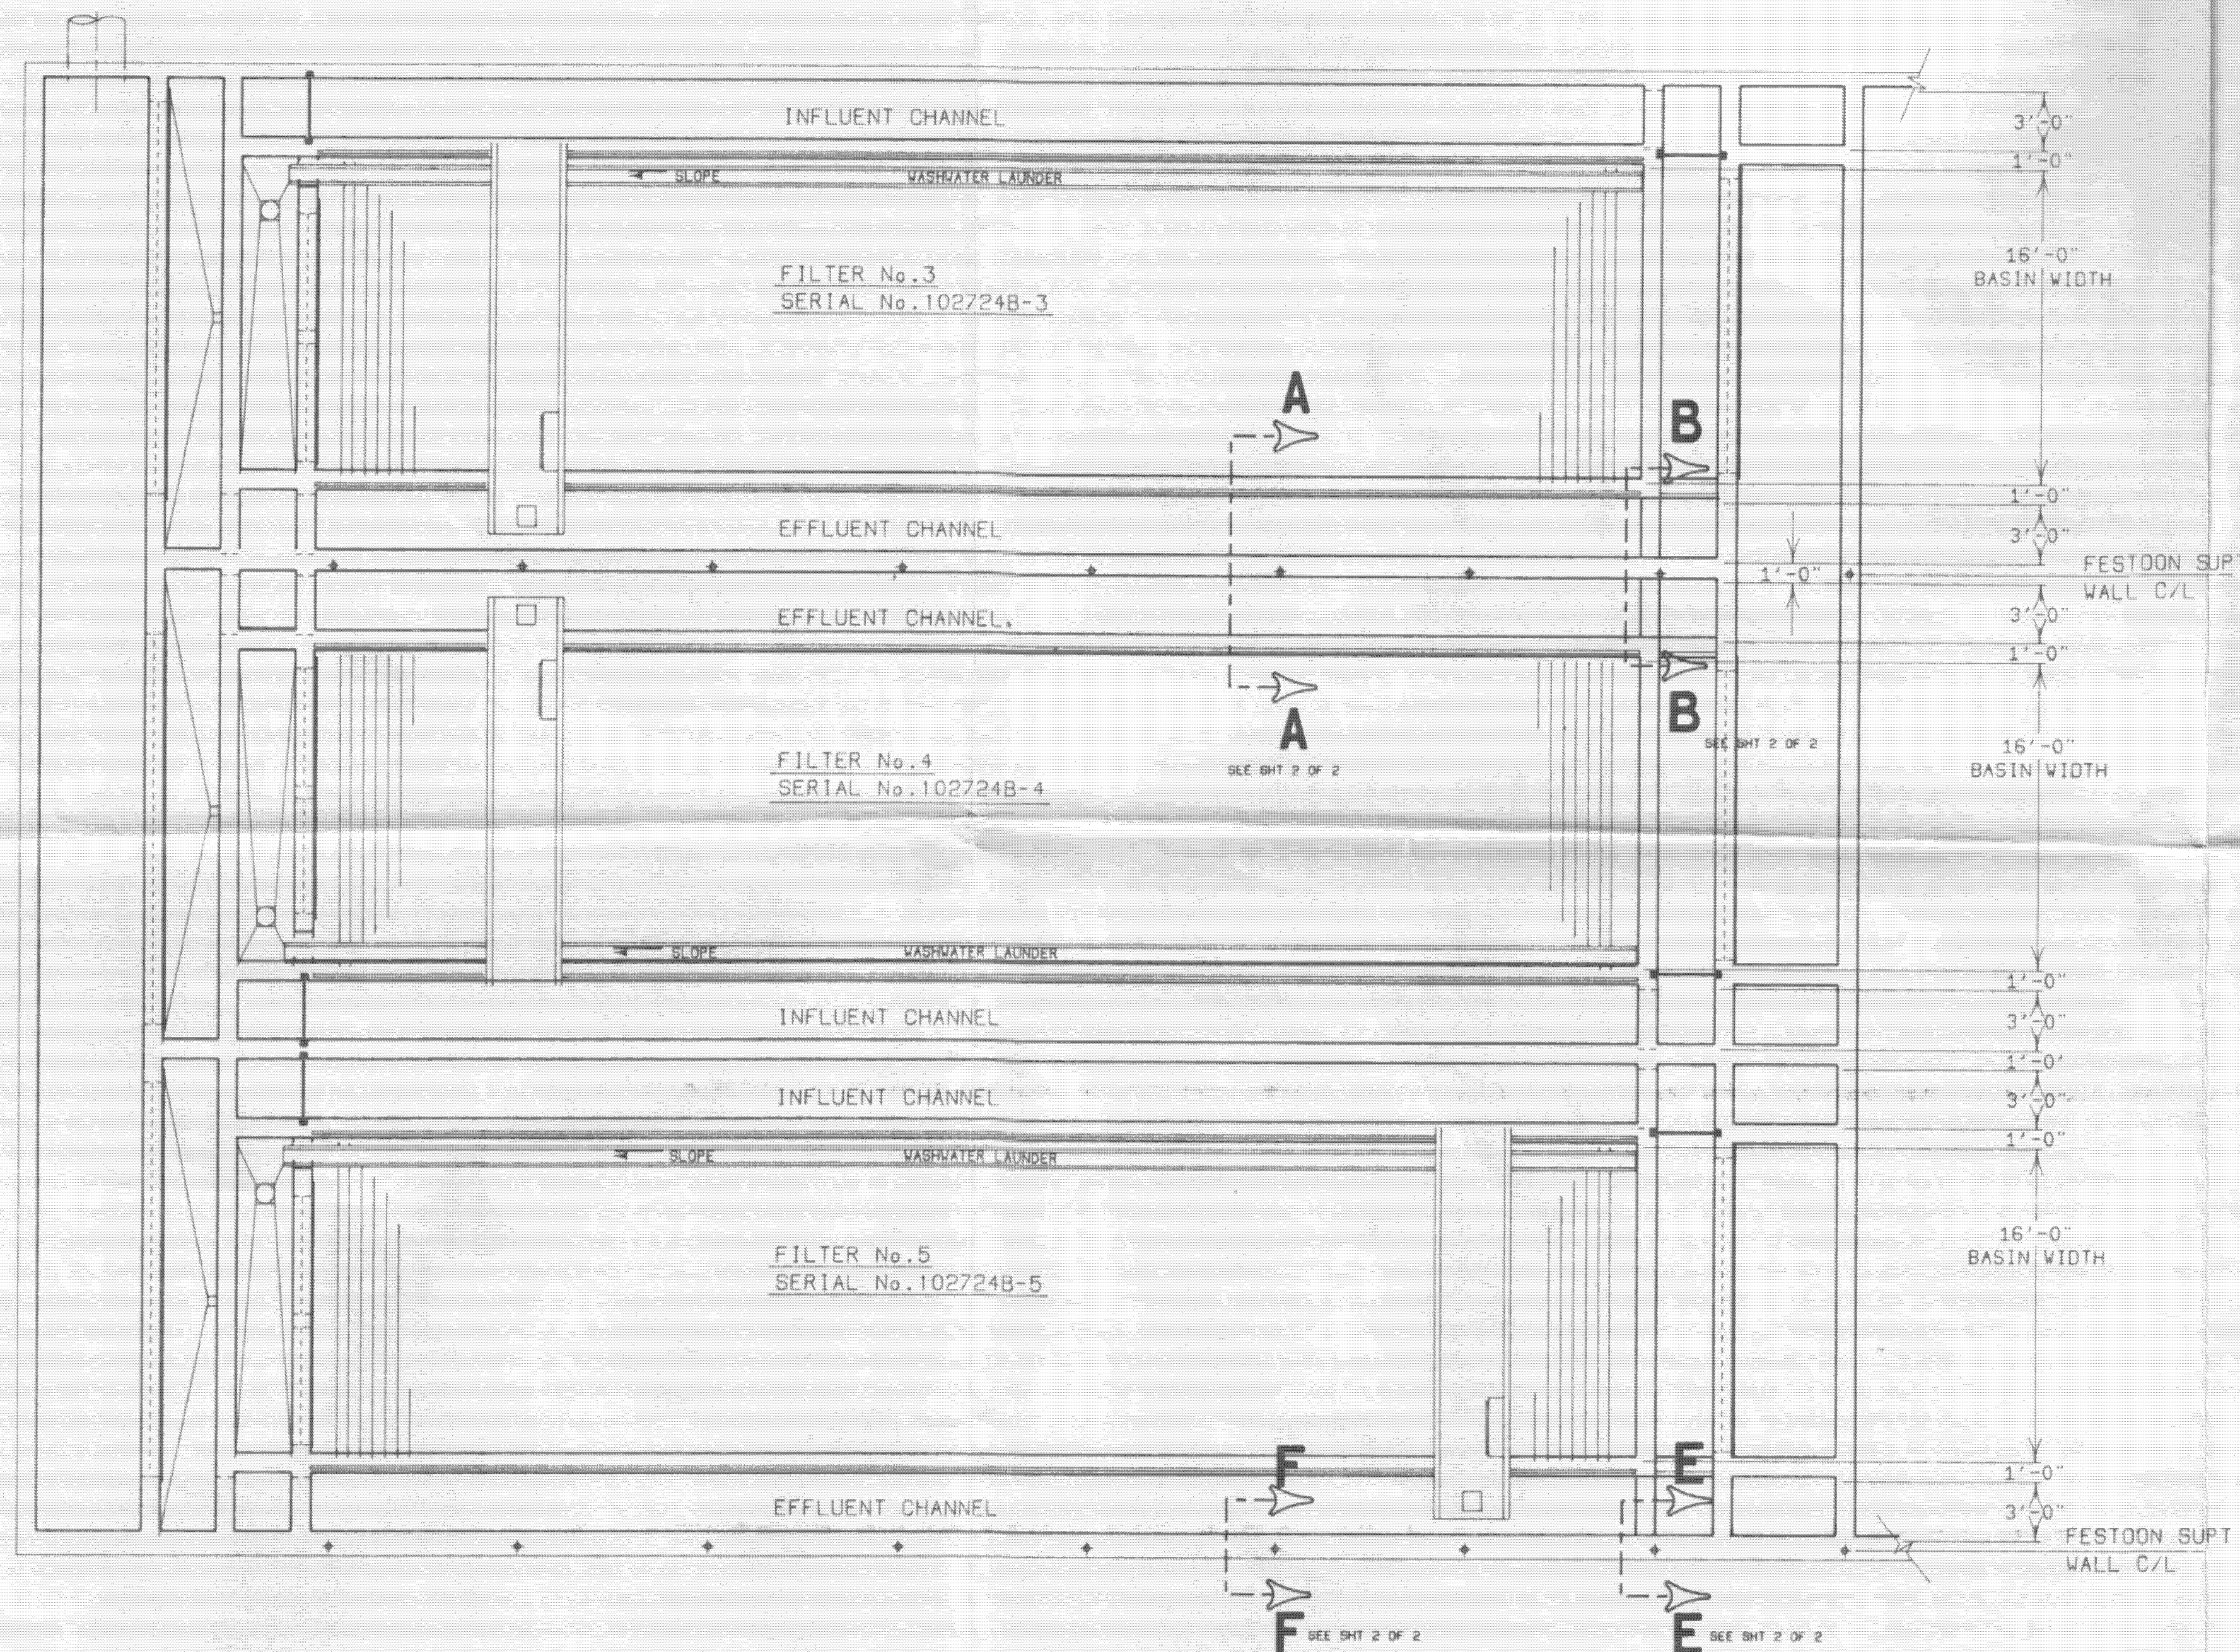 INFLUENT CHANNEL
3'-0"
1'-0"
SLOPE
WASHWATER LAUNDER
16'-0"
BASIN WIDTH
FILTER No.3
SERIAL No.102724B-3
A
B
1'-0"
EFFLUENT CHANNEL
3'-0"
FESTOON SUPT
WALL C/L
1'-0"
EFFLUENT CHANNEL.
3'-0"
1'-0"
A
SEE SHT 2 OF 2
B
SEE SHT 2 OF 2
16'-0"
BASIN WIDTH
FILTER No.4
SERIAL No.102724B-4
SLOPE
WASHWATER LAUNDER
1'-0"
INFLUENT CHANNEL
3'-0"
1'-0'
INFLUENT CHANNEL
3'-0"
1'-0"
SLOPE
WASHWATER LAUNDER
16'-0"
BASIN WIDTH
FILTER No.5
SERIAL No.102724B-5
F
E
1'-0"
EFFLUENT CHANNEL
3'-0"
FESTOON SUPT
WALL C/L
F
SEE SHT 2 OF 2
E
SEE SHT 2 OF 2